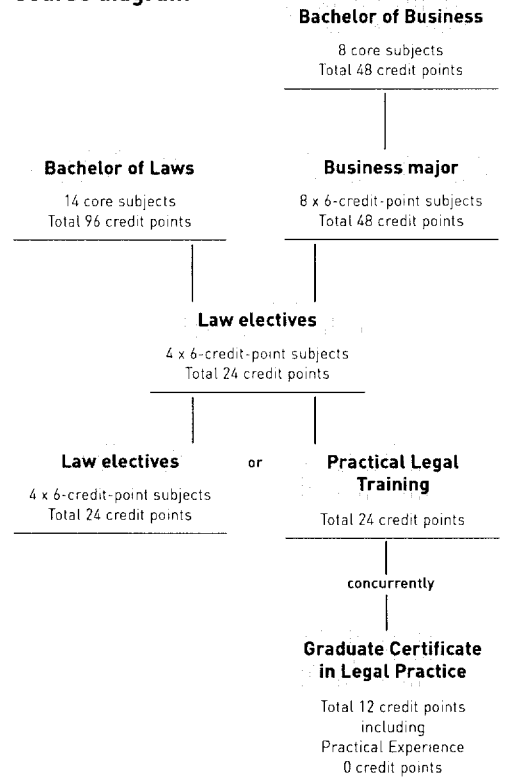 Bachelor of Business
8 core subjects
Total 48 credit points
Bachelor of Laws
14 core subjects
Total 96 credit points
Business major
8 x 6-credit-point subjects
Total 48 credit points
Law electives
4 x 6-credit-point subjects
Total 24 credit points
Law electives
4 x 6-credit-point subjects
Total 24 credit points
or
Practical Legal
Training
Total 24 credit points
concurrently
Graduate Certificate
in Legal Practice
Total 12 credit points
including
Practical Experience
0 credit points